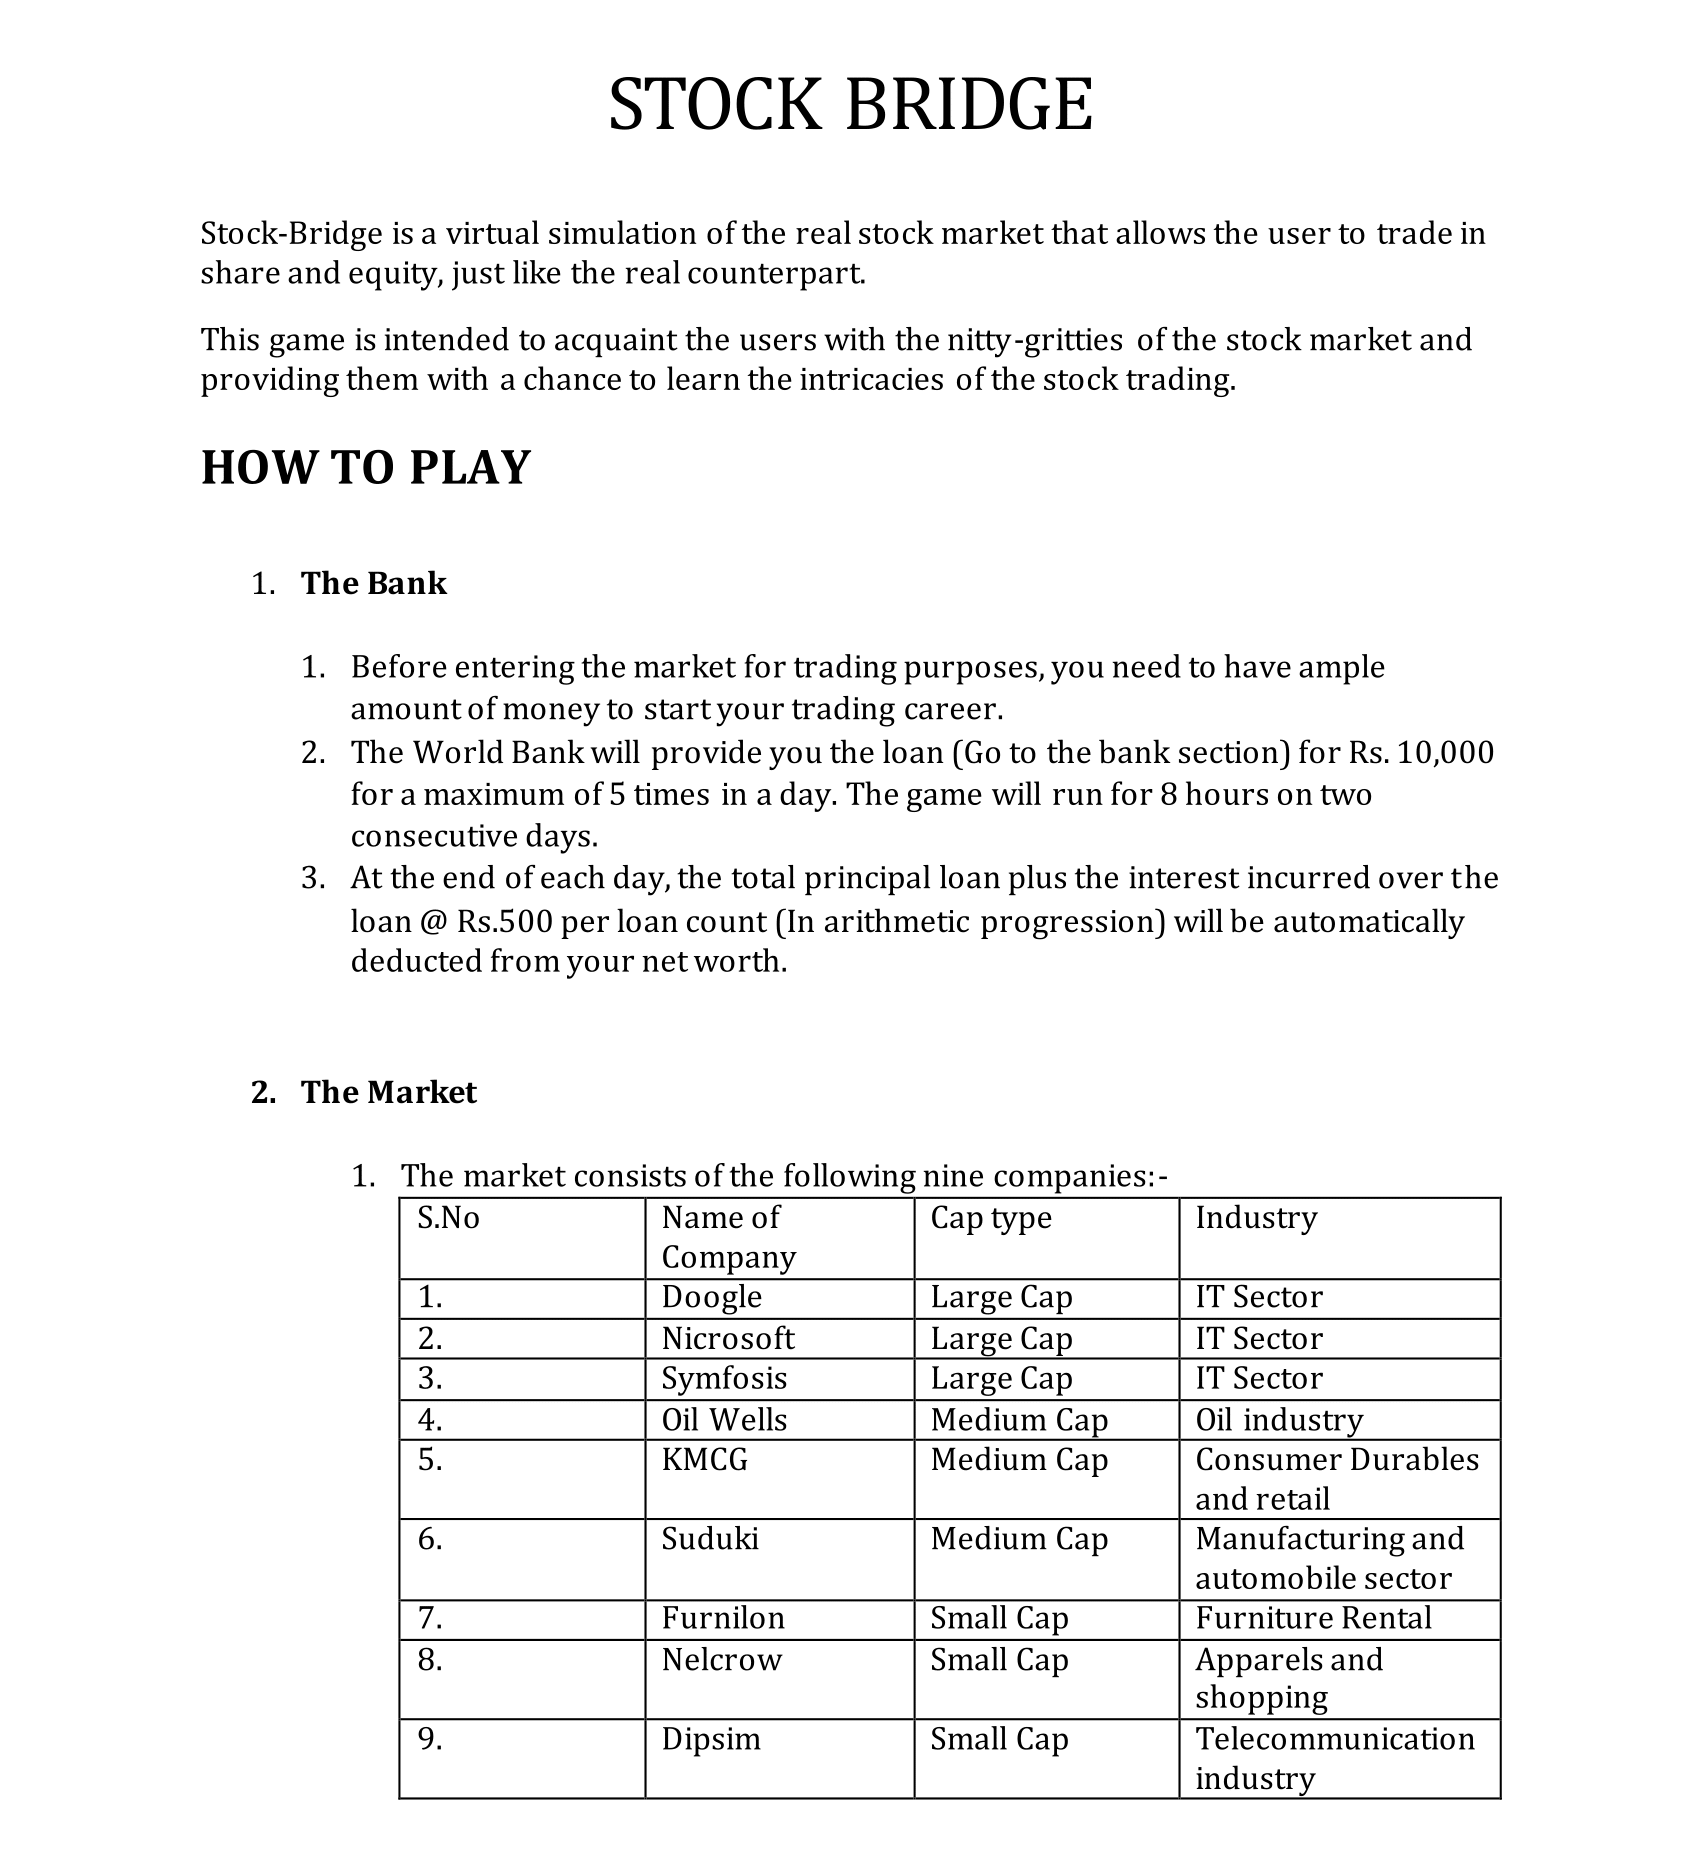 STOCK BRIDGE
Stock-Bridge is a virtual simulation of the real stock market that allows the user to trade in
share and equity, just like the real counterpart.
This game is intended to acquaint the users with the nitty-gritties of the stock market and
providing them with a chance to learn the intricacies of the stock trading.
HOW TO PLAY
1. The Bank
1. Before entering the market for trading purposes, you need to have ample
amount of money to start your trading career.
2. The World Bank will provide you the loan (Go to the bank section) for Rs. 10,000
for a maximum of 5 times in a day. The game will run for 8 hours on two
consecutive days.
3. At the end of each day, the total principal loan plus the interest incurred over the
loan @ Rs.500 per loan count (In arithmetic progression) will be automatically
deducted from your net worth.
2. The Market
1. The market consists of the following nine companies:-
S.No Name of Cap type Industry
Company
1. Doogle Large Cap IT Sector
2. Nicrosoft Large Cap IT Sector
3. Symfosis Large Cap IT Sector
4. Oil Wells Medium Cap Oil industry
5. KMCG Medium Cap Consumer Durables
and retail
6. Suduki Medium Cap Manufacturing and
automobile sector
7. Furnilon Small Cap Furniture Rental
8. Nelcrow Small Cap Apparels and
shopping
9. Dipsim Small Cap Telecommunication
industry